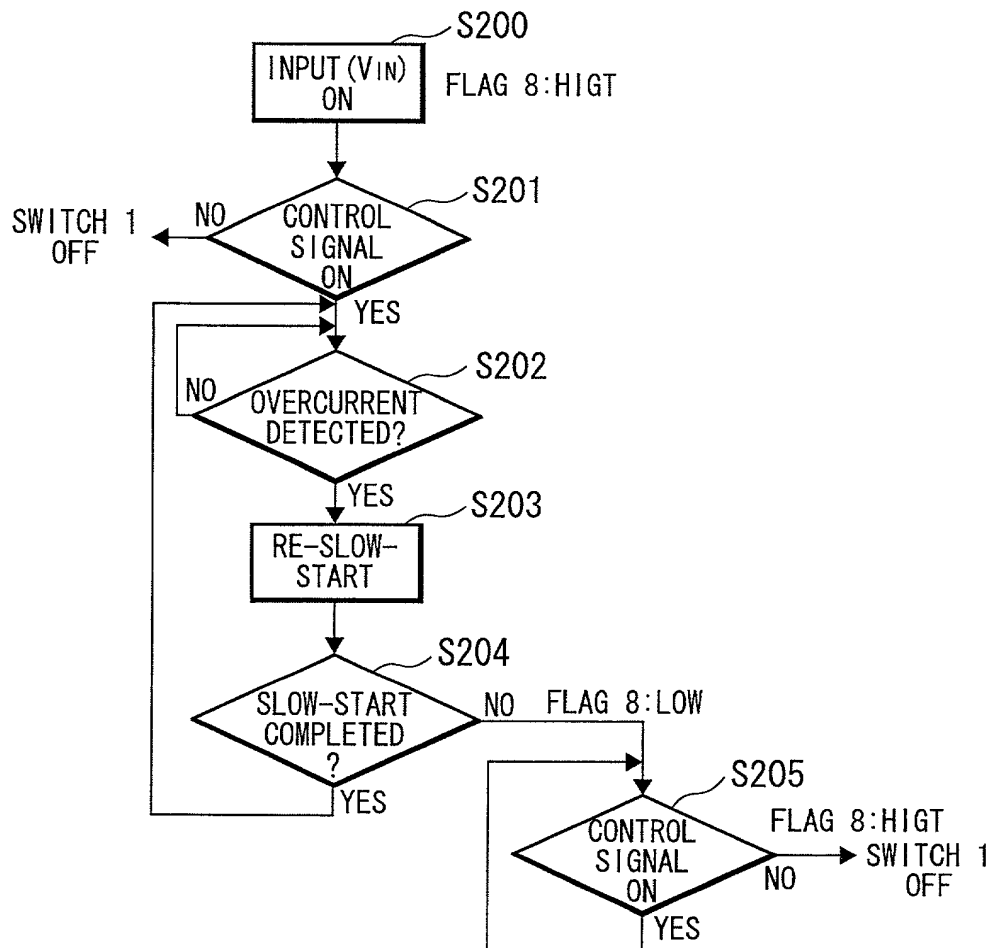 S200
INPUT (VIN)
ON
FLAG 8:HIGT
S201
CONTROL
SIGNAL
ON
NO
SWITCH 1
OFF
YES
S202
OVERCURRENT
DETECTED?
NO
YES
S203
RE-SLOW-
START
S204
SLOW-START
COMPLETED
?
NO
FLAG 8:LOW
YES
S205
CONTROL
SIGNAL
ON
FLAG 8:HIGT
NO
SWITCH 1
OFF
YES